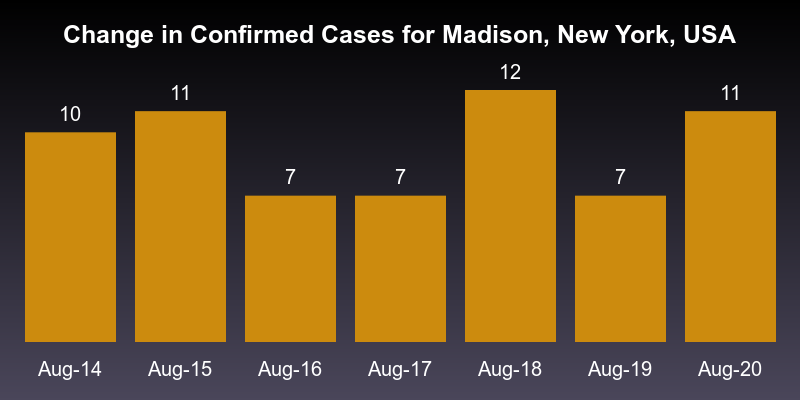 Change in Confirmed Cases for Madison, New York, USA
10
11
7
7
12
7
11
Aug-14
Aug-15
Aug-16
Aug-17
Aug-18
Aug-19
Aug-20